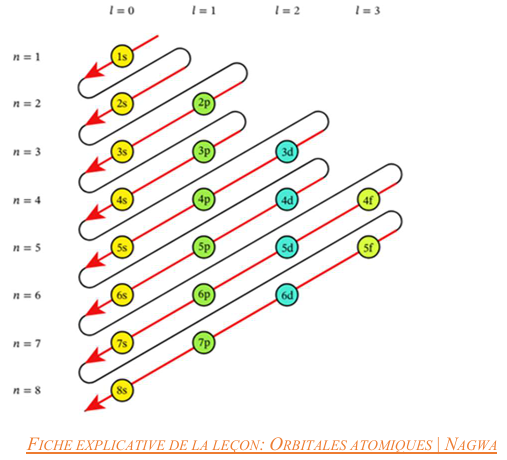 l = 0 l = 1 l = 2 l = 3
n = 1 1s
n = 2 2s 2p
n = 3 3s 3p 3d
n = 4 4s 4p 4d 4f
n = 5 5s 5p 5d 5f
n = 6 6s 6p 6d
n = 7 7s 7p
n = 8 8s
FICHE EXPLICATIVE DE LA LEÇON: ORBITALES ATOMIQUES | NAGWA